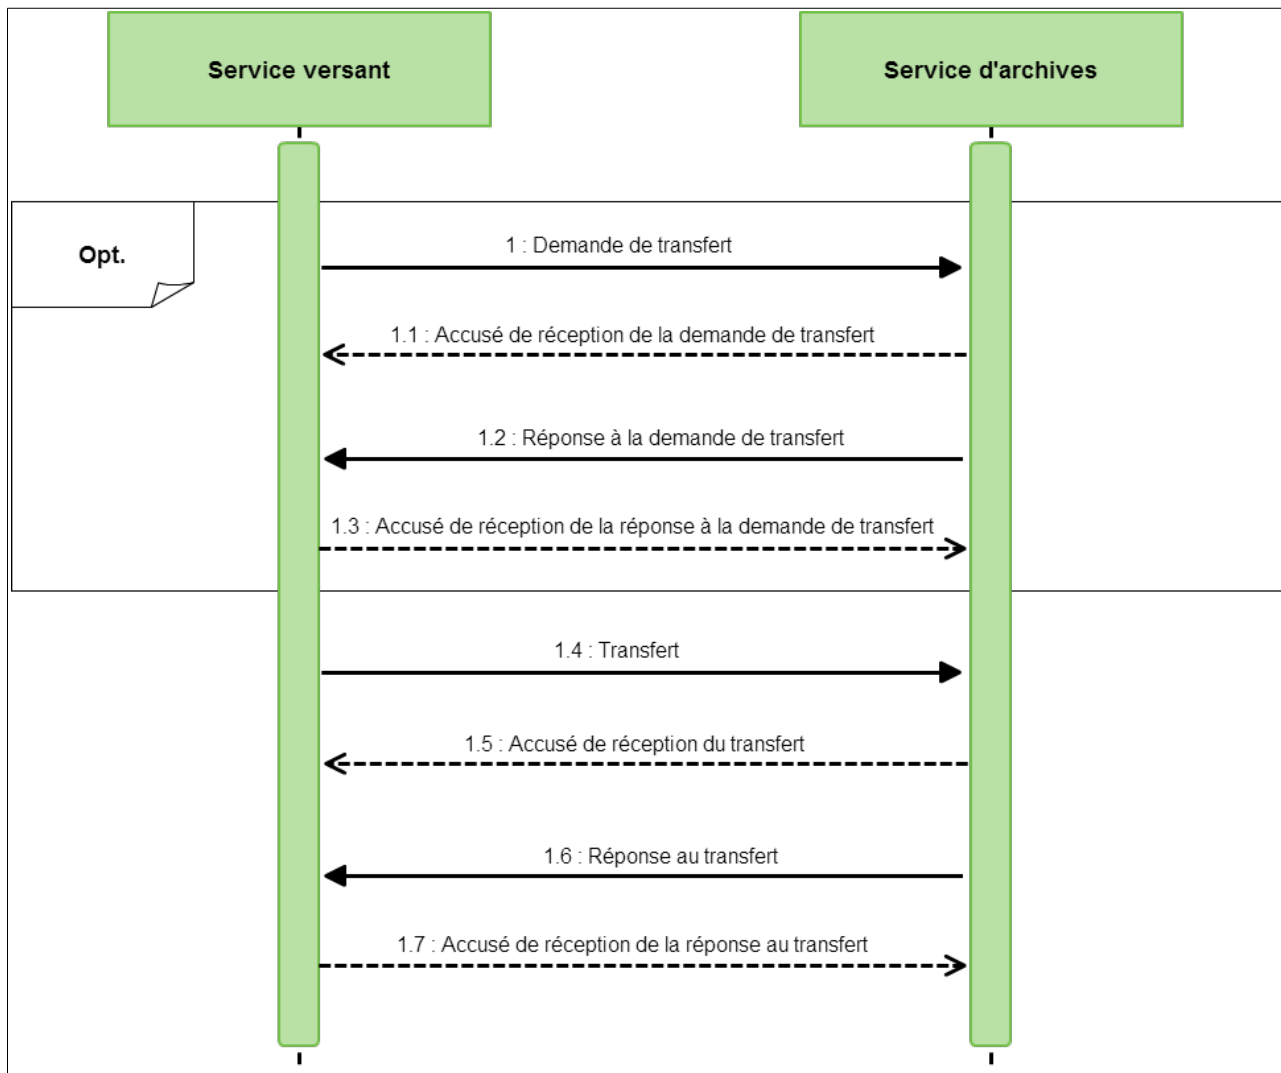 Service versant
Service d'archives
Opt.
1 : Demande de transfert
1.1 : Accusé de réception de la demande de transfert
1.2 : Réponse à la demande de transfert
1.3 : Accusé de réception de la réponse à la demande de transfert
1.4 : Transfert
1.5 : Accusé de réception du transfert
1.6 : Réponse au transfert
1.7 : Accusé de réception de la réponse au transfert